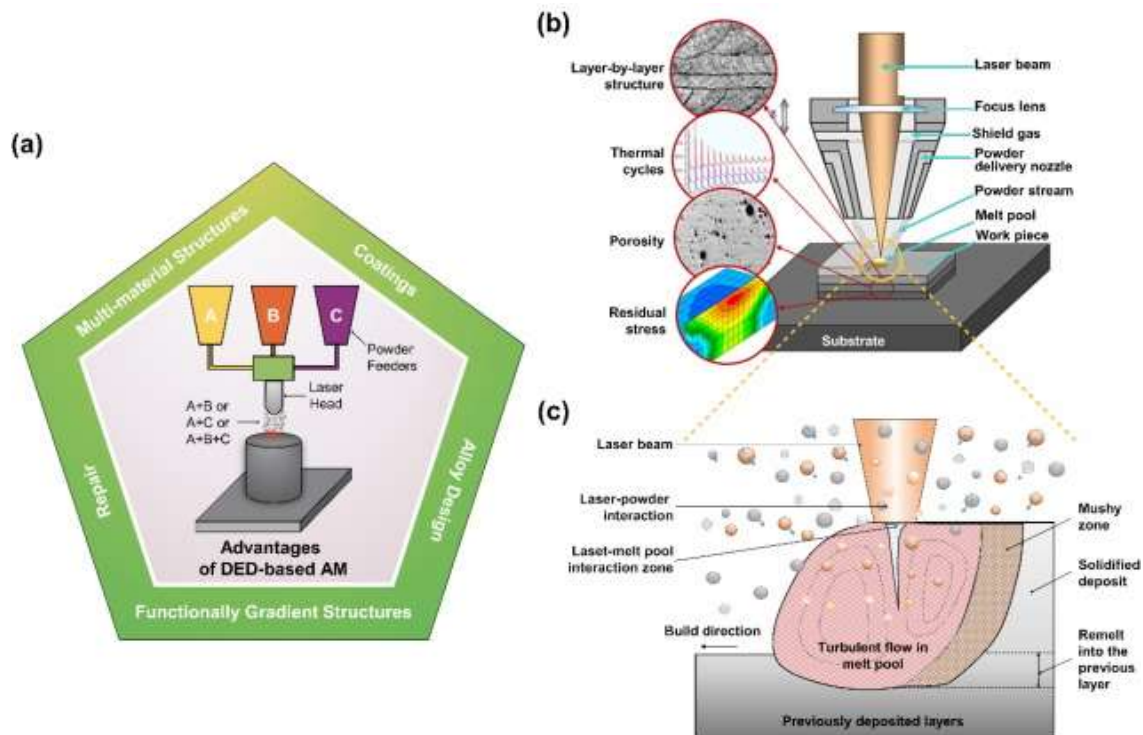 (a)
Multi-material Structures
Coatings
Repair
Alloy Design
Functionally Gradient Structures
A
B
C
Powder
Feeders
Laser
Head
A+B or
A+C or
A+B+C
Advantages
of DED-based AM
(b)
Layer-by-layer
structure
Thermal
cycles
Porosity
Residual
stress
Laser beam
Focus lens
Shield gas
Powder
delivery nozzle
Powder stream
Melt pool
Work piece
Substrate
(c)
Laser beam
Laser-powder
interaction
Laset-melt pool
interaction zone
Build direction
Turbulent flow in
melt pool
Previously deposited layers
Mushy
zone
Solidified
deposit
Remelt
into the
previous
layer